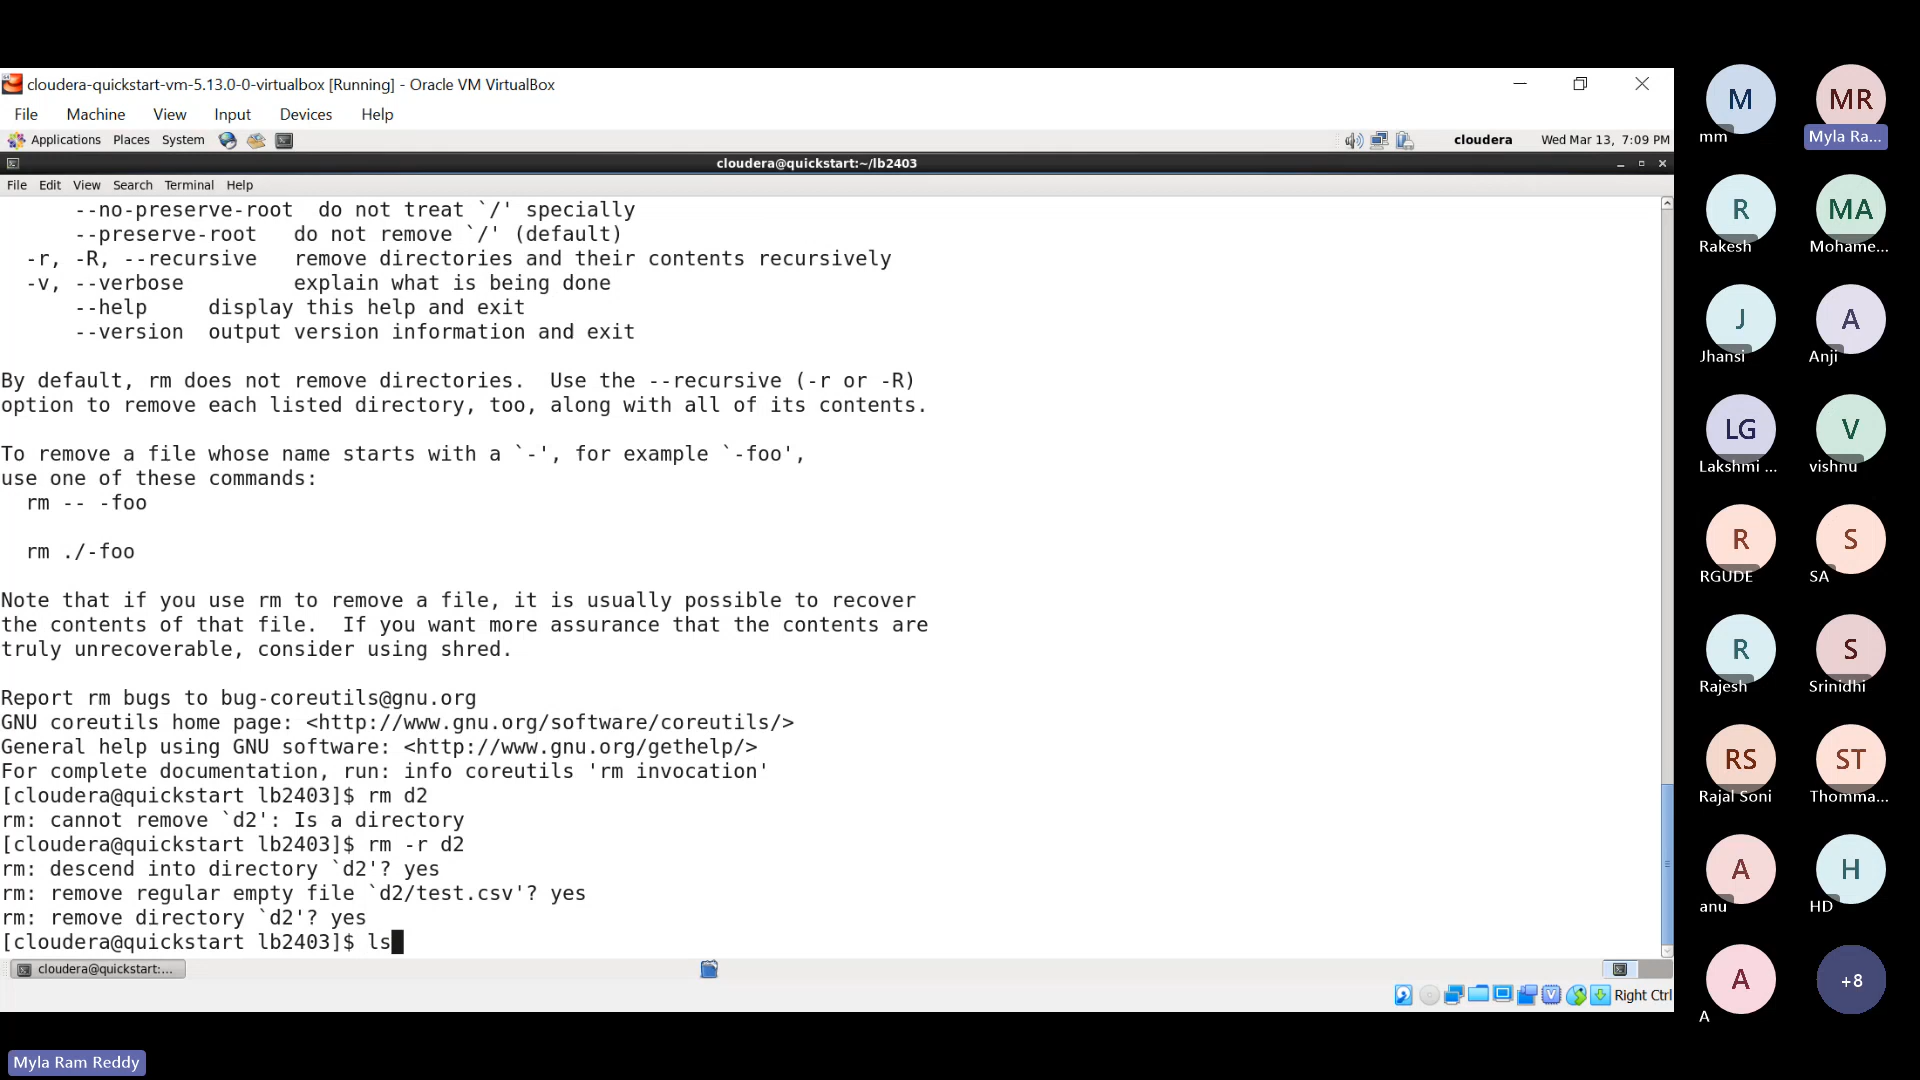 cloudera-quickstart-vm-5.13.0-0-virtualbox [Running] - Oracle VM VirtualBox
File Machine View Input Devices Help
Applications Places System cloudera Wed Mar 13, 7:09 PM
cloudera@quickstart:~/lb2403
File Edit View Search Terminal Help
      --no-preserve-root  do not treat `/' specially
      --preserve-root   do not remove `/' (default)
  -r, -R, --recursive   remove directories and their contents recursively
  -v, --verbose         explain what is being done
      --help     display this help and exit
      --version  output version information and exit
By default, rm does not remove directories.  Use the --recursive (-r or -R)
option to remove each listed directory, too, along with all of its contents.
To remove a file whose name starts with a `-', for example `-foo',
use one of these commands:
  rm -- -foo
  rm ./-foo
Note that if you use rm to remove a file, it is usually possible to recover
the contents of that file.  If you want more assurance that the contents are
truly unrecoverable, consider using shred.
Report rm bugs to bug-coreutils@gnu.org
GNU coreutils home page: <http://www.gnu.org/software/coreutils/>
General help using GNU software: <http://www.gnu.org/gethelp/>
For complete documentation, run: info coreutils 'rm invocation'
[cloudera@quickstart lb2403]$ rm d2
rm: cannot remove `d2': Is a directory
[cloudera@quickstart lb2403]$ rm -r d2
rm: descend into directory `d2'? yes
rm: remove regular empty file `d2/test.csv'? yes
rm: remove directory `d2'? yes
[cloudera@quickstart lb2403]$ ls
cloudera@quickstart:...
Right Ctrl
M MR
mm Myla Ra...
R MA
Rakesh Mohame...
J A
Jhansi Anji
LG V
Lakshmi ... vishnu
R S
RGUDE SA
R S
Rajesh Srinidhi
RS ST
Rajal Soni Thomma...
A H
anu HD
A +8
A
Myla Ram Reddy